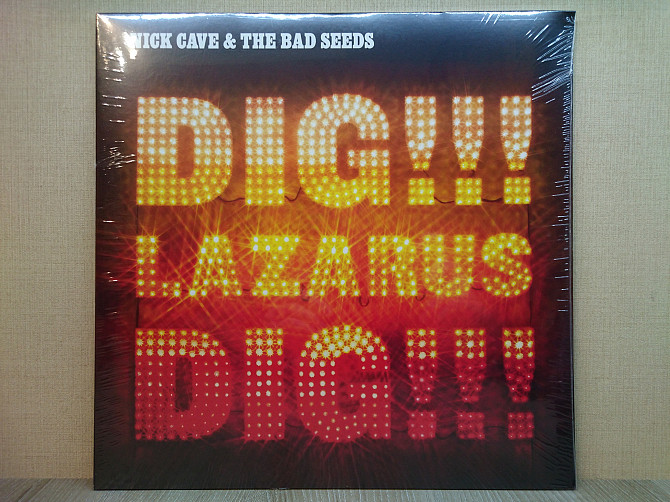 NICK CAVE & THE BAD SEEDS
DIG!!!
LAZARUS
DIG!!!